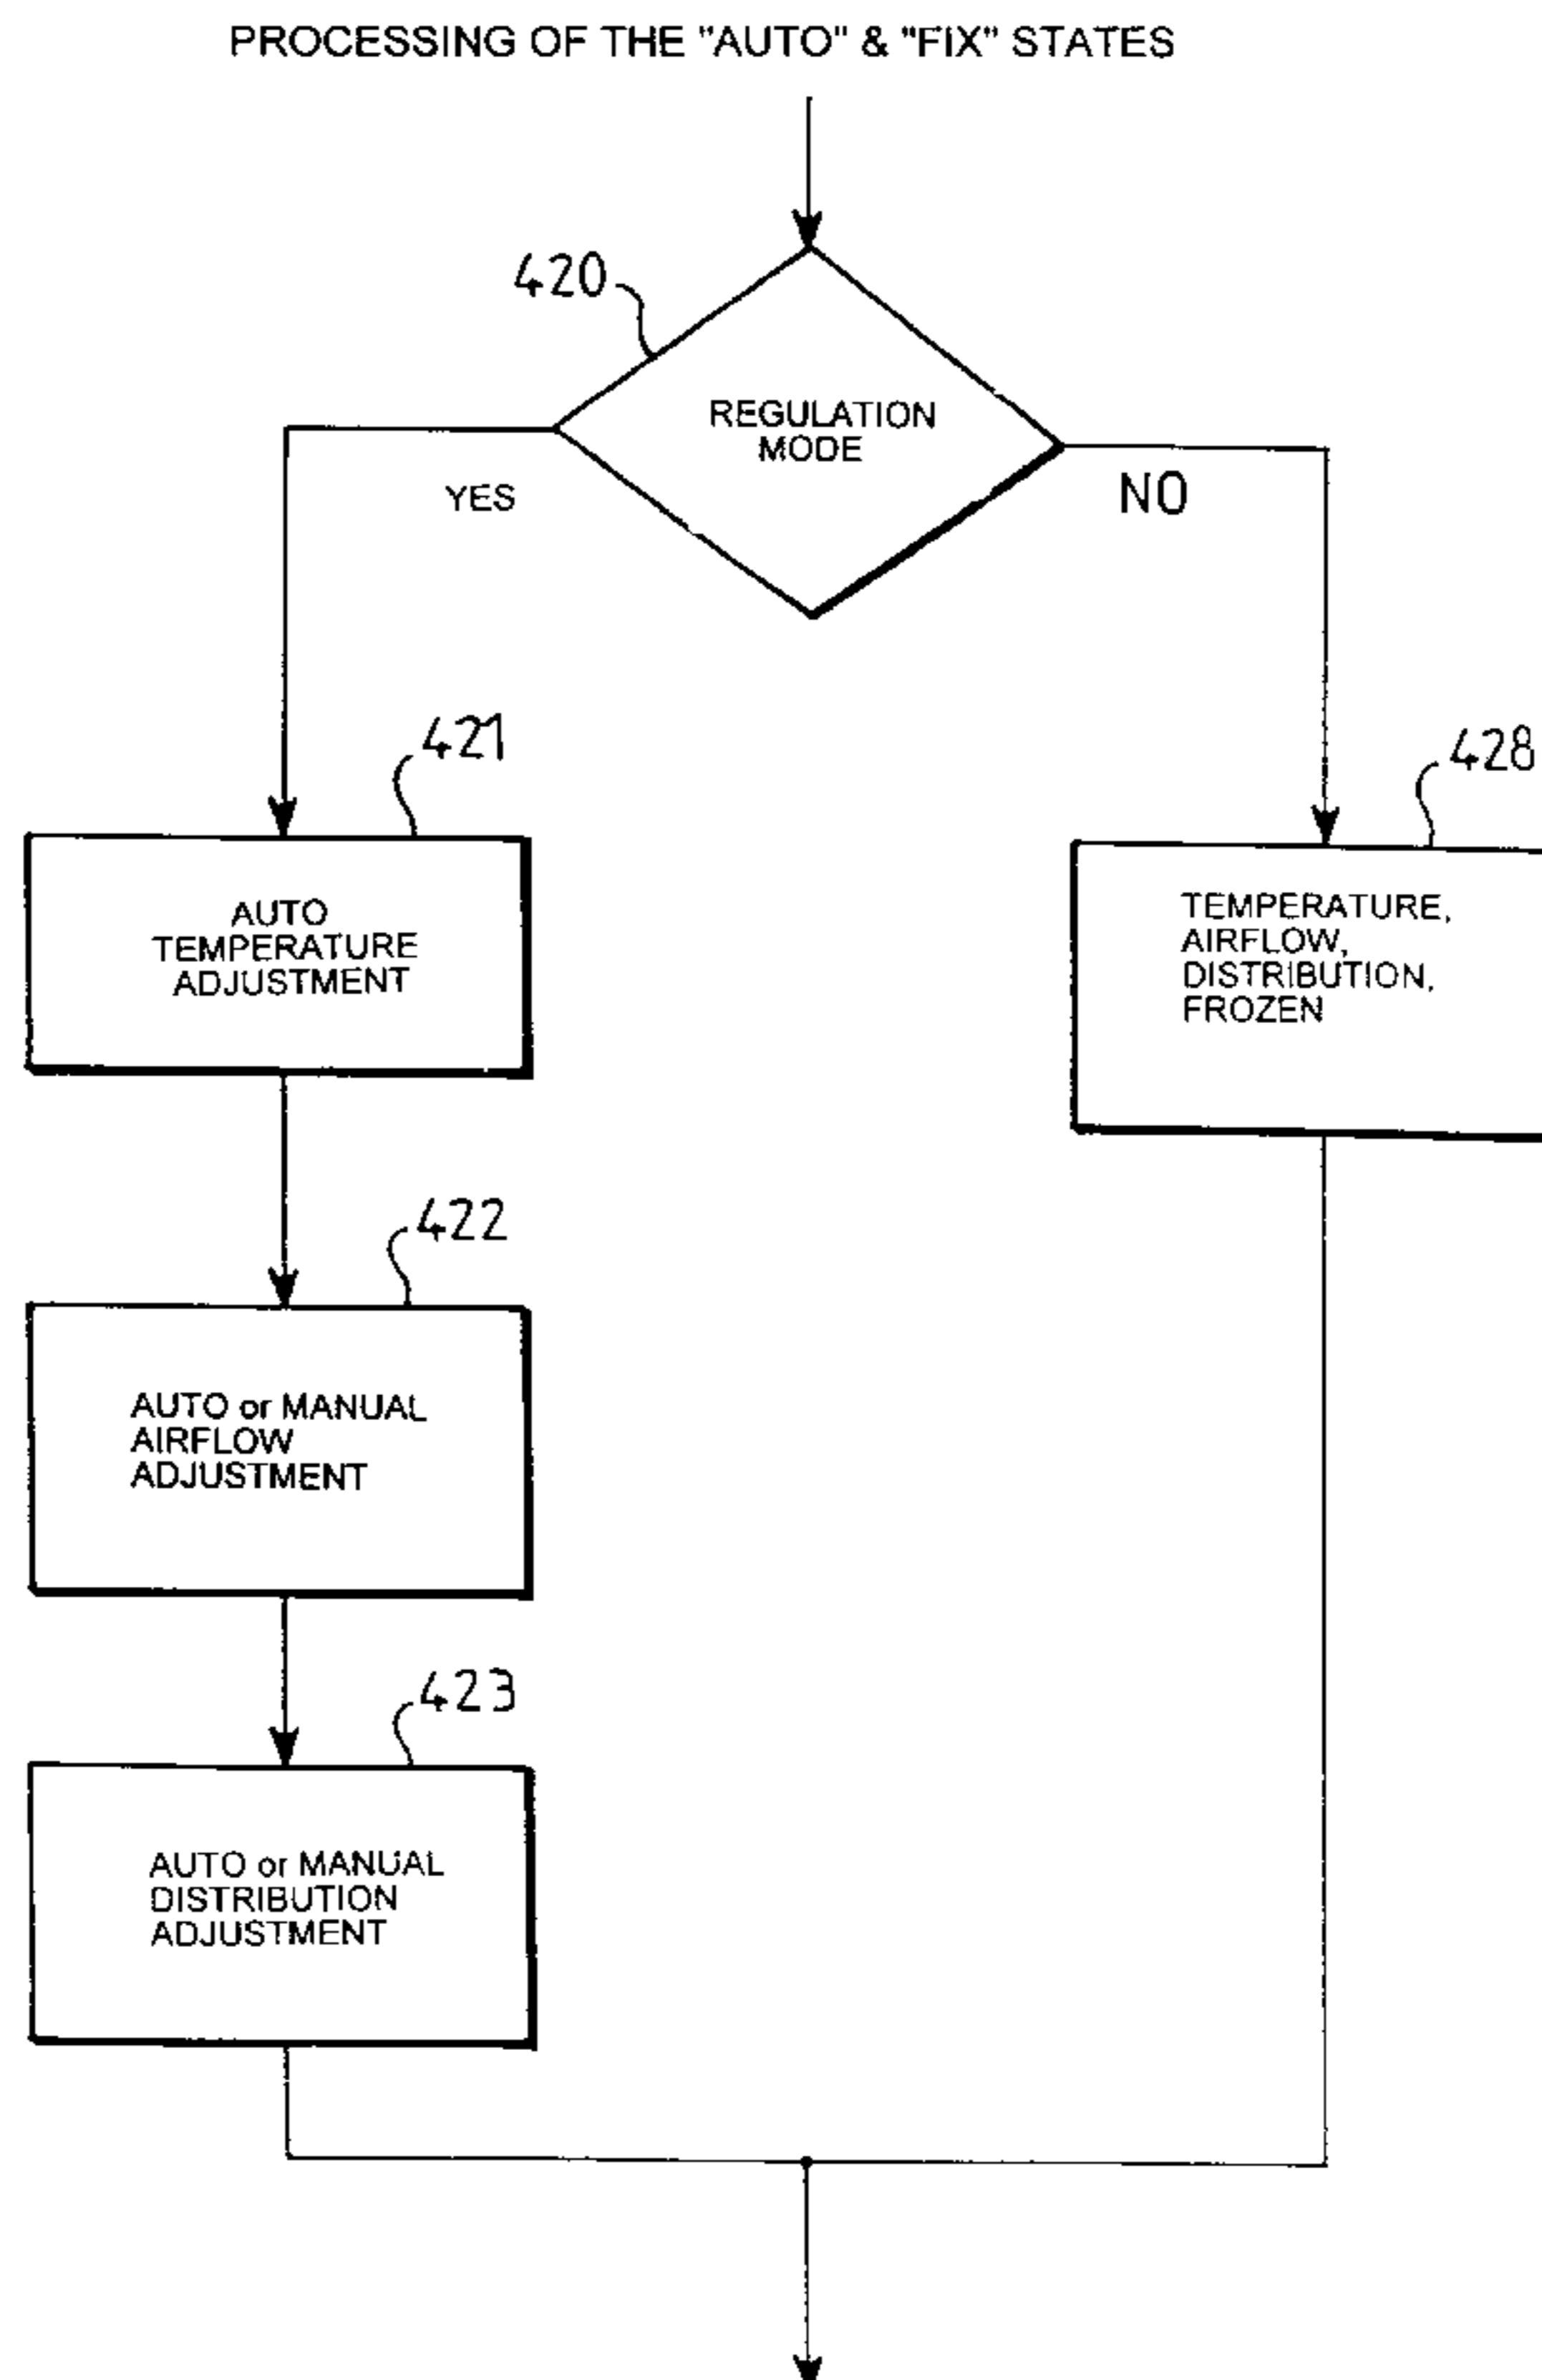 PROCESSING OF THE "AUTO" & "FIX" STATES
420
REGULATION
MODE
YES
NO
421
428
AUTO
TEMPERATURE
ADJUSTMENT
TEMPERATURE,
AIRFLOW,
DISTRIBUTION,
FROZEN
422
AUTO or MANUAL
AIRFLOW
ADJUSTMENT
423
AUTO or MANUAL
DISTRIBUTION
ADJUSTMENT